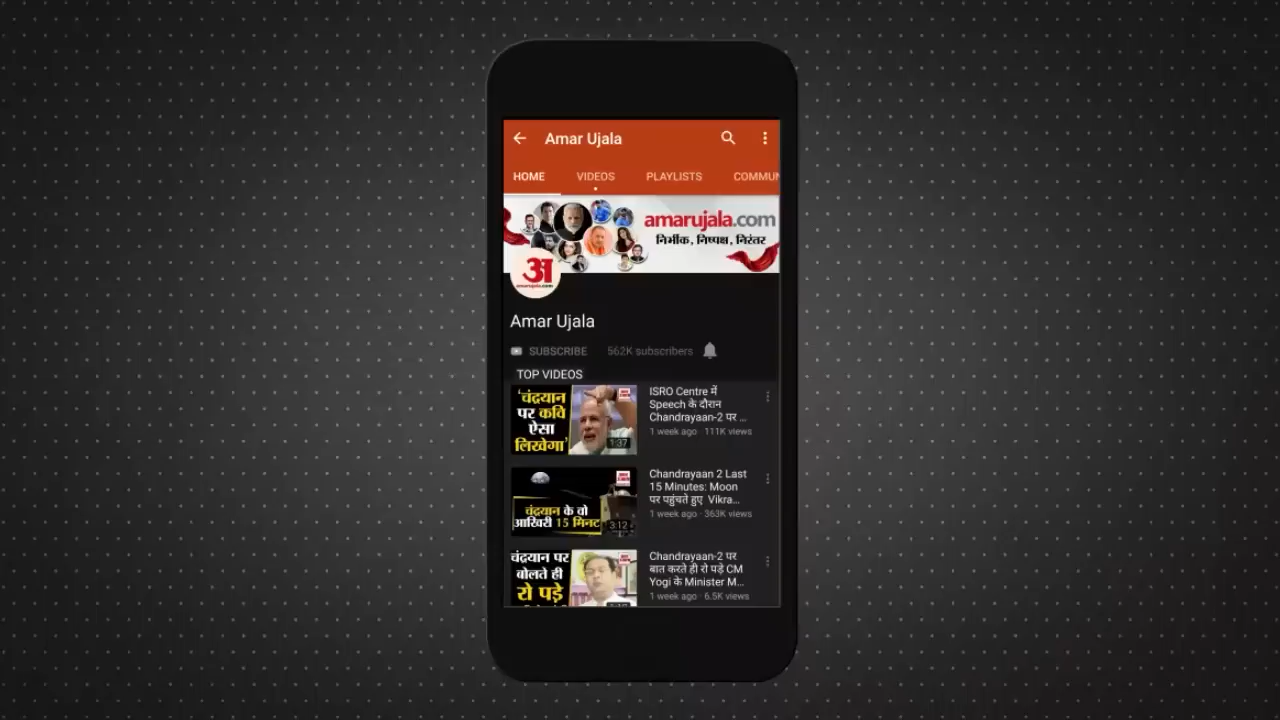 Amar Ujala
HOME VIDEOS PLAYLISTS COMMUN
amarujala.com
निर्भीक, निष्पक्ष, निरंतर
अ
amarujala.com
Amar Ujala
SUBSCRIBE 562K subscribers
TOP VIDEOS
'चंद्रयान
पर कवि
ऐसा
लिखेगा'
1:37
ISRO Centre में
Speech के दौरान
Chandrayaan-2 पर ...
1 week ago · 111K views
चंद्रयान के वो
आखिरी 15 मिनट
3:12
Chandrayaan 2 Last
15 Minutes: Moon
पर पहुंचते हुए Vikra...
1 week ago · 363K views
चंद्रयान पर
बोलते ही
रो पड़े
Chandrayaan-2 पर
बात करते ही रो पड़े CM
Yogi के Minister M...
1 week ago · 6.5K views